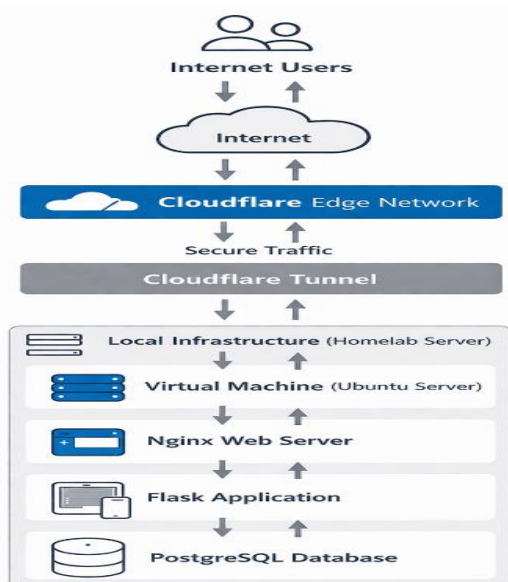 Internet Users
Internet
Cloudflare Edge Network
Secure Traffic
Cloudflare Tunnel
Local Infrastructure (Homelab Server)
Virtual Machine (Ubuntu Server)
Nginx Web Server
Flask Application
PostgreSQL Database